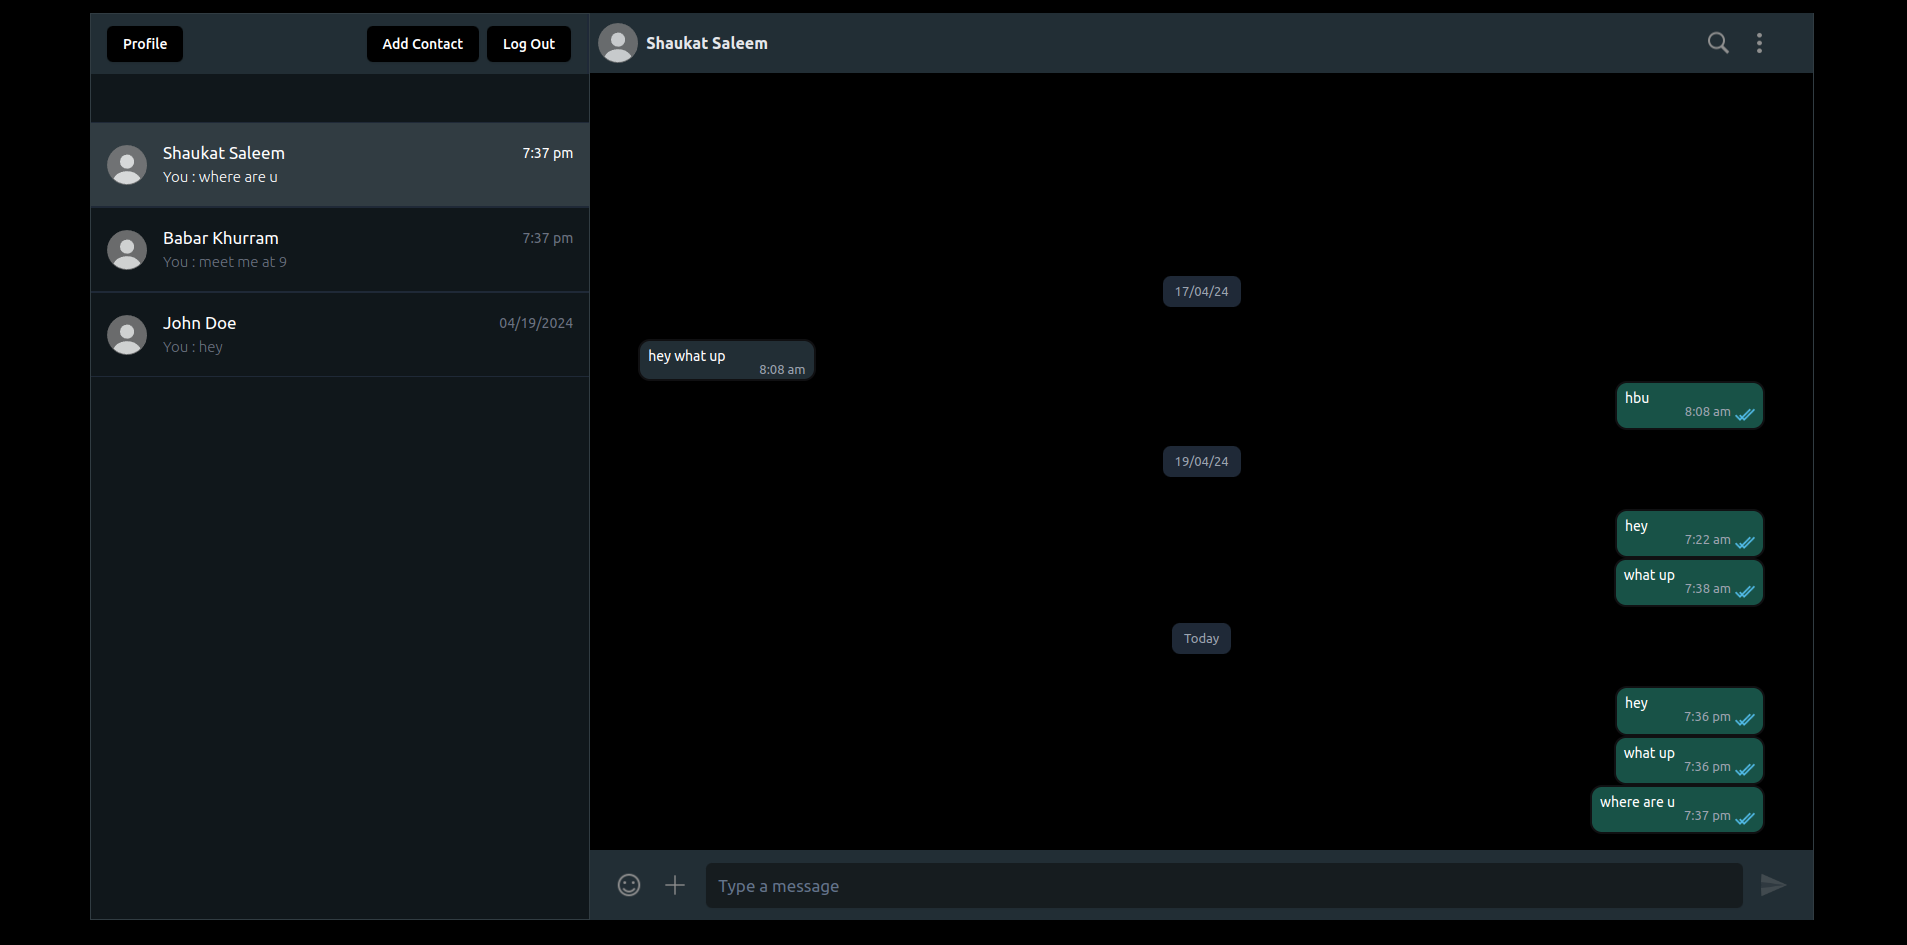 Profile
Add Contact
Log Out
Shaukat Saleem
7:37 pm
You : where are u
Babar Khurram
7:37 pm
You : meet me at 9
John Doe
04/19/2024
You : hey
Shaukat Saleem
17/04/24
hey what up
8:08 am
hbu
8:08 am
19/04/24
hey
7:22 am
what up
7:38 am
Today
hey
7:36 pm
what up
7:36 pm
where are u
7:37 pm
Type a message